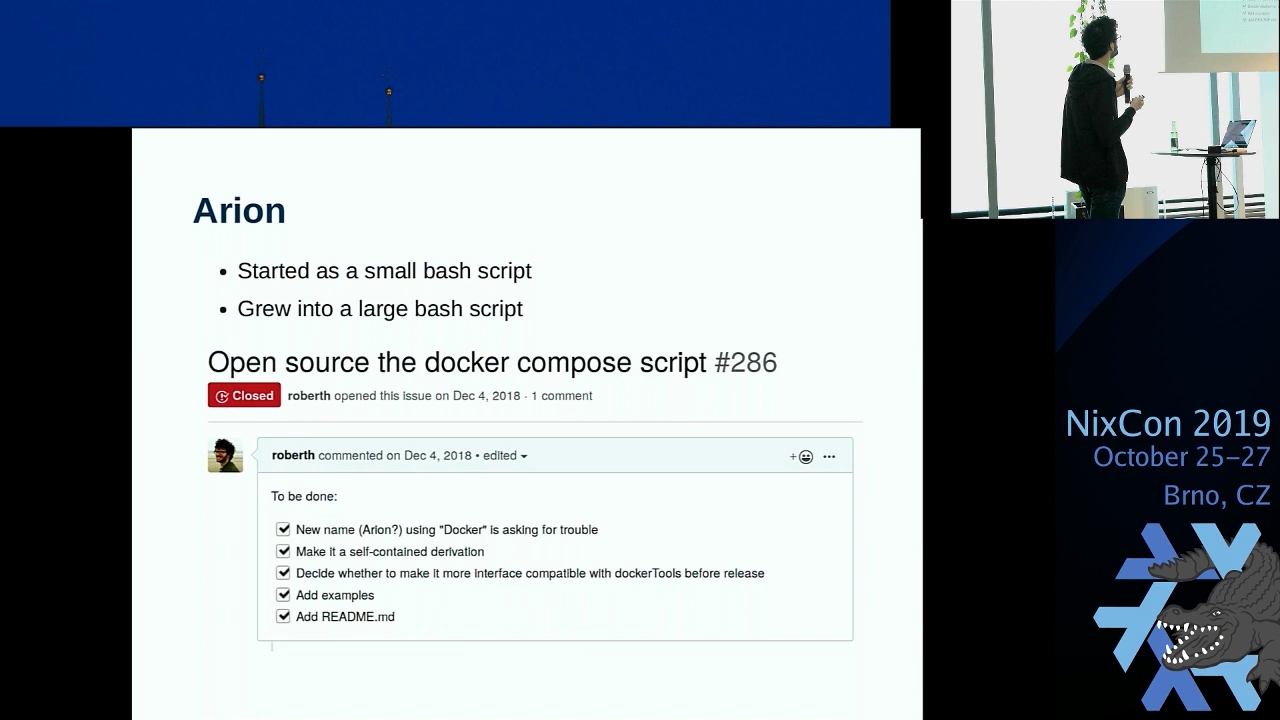 Arion
• Started as a small bash script
• Grew into a large bash script
Open source the docker compose script #286
Closed roberth opened this issue on Dec 4, 2018 · 1 comment
roberth commented on Dec 4, 2018 • edited
To be done:
New name (Arion?) using "Docker" is asking for trouble
Make it a self-contained derivation
Decide whether to make it more interface compatible with dockerTools before release
Add examples
Add README.md
NixCon 2019
October 25–27
Brno, CZ